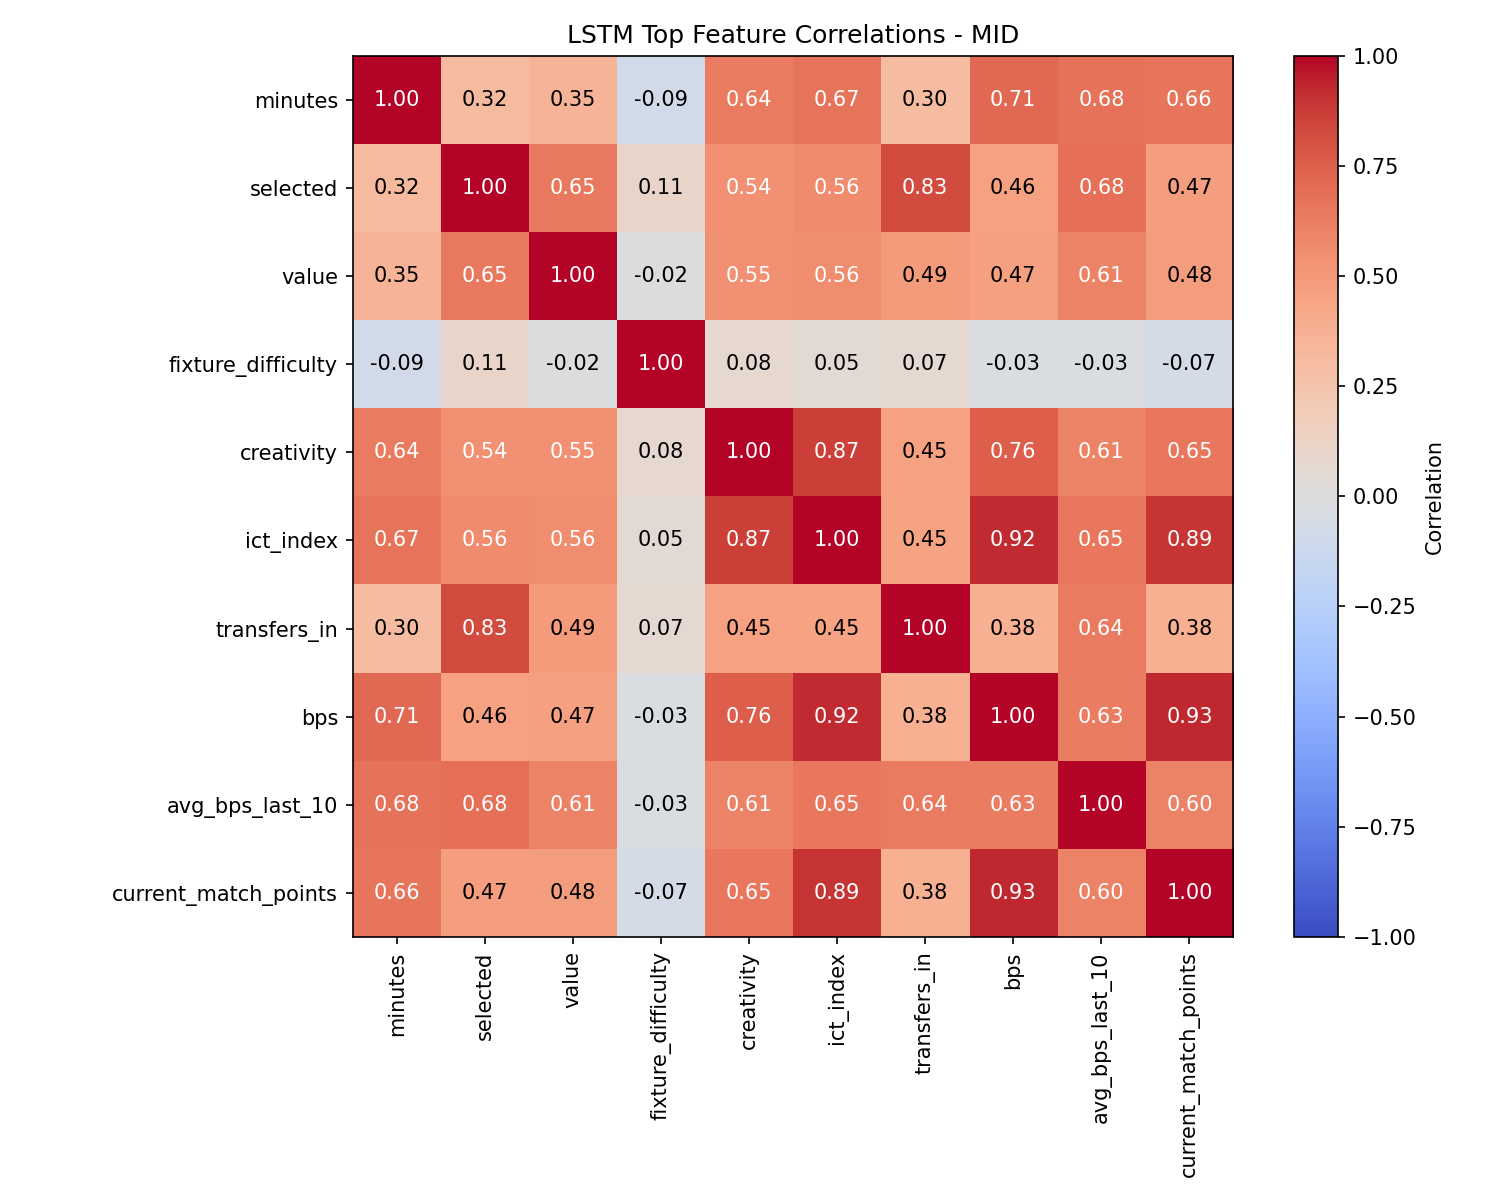 LSTM Top Feature Correlations - MID
minutes 1.00 0.32 0.35 -0.09 0.64 0.67 0.30 0.71 0.68 0.66
selected 0.32 1.00 0.65 0.11 0.54 0.56 0.83 0.46 0.68 0.47
value 0.35 0.65 1.00 -0.02 0.55 0.56 0.49 0.47 0.61 0.48
fixture_difficulty -0.09 0.11 -0.02 1.00 0.08 0.05 0.07 -0.03 -0.03 -0.07
creativity 0.64 0.54 0.55 0.08 1.00 0.87 0.45 0.76 0.61 0.65
ict_index 0.67 0.56 0.56 0.05 0.87 1.00 0.45 0.92 0.65 0.89
transfers_in 0.30 0.83 0.49 0.07 0.45 0.45 1.00 0.38 0.64 0.38
bps 0.71 0.46 0.47 -0.03 0.76 0.92 0.38 1.00 0.63 0.93
avg_bps_last_10 0.68 0.68 0.61 -0.03 0.61 0.65 0.64 0.63 1.00 0.60
current_match_points 0.66 0.47 0.48 -0.07 0.65 0.89 0.38 0.93 0.60 1.00
minutes
selected
value
fixture_difficulty
creativity
ict_index
transfers_in
bps
avg_bps_last_10
current_match_points
1.00
0.75
0.50
0.25
0.00
−0.25
−0.50
−0.75
−1.00
Correlation